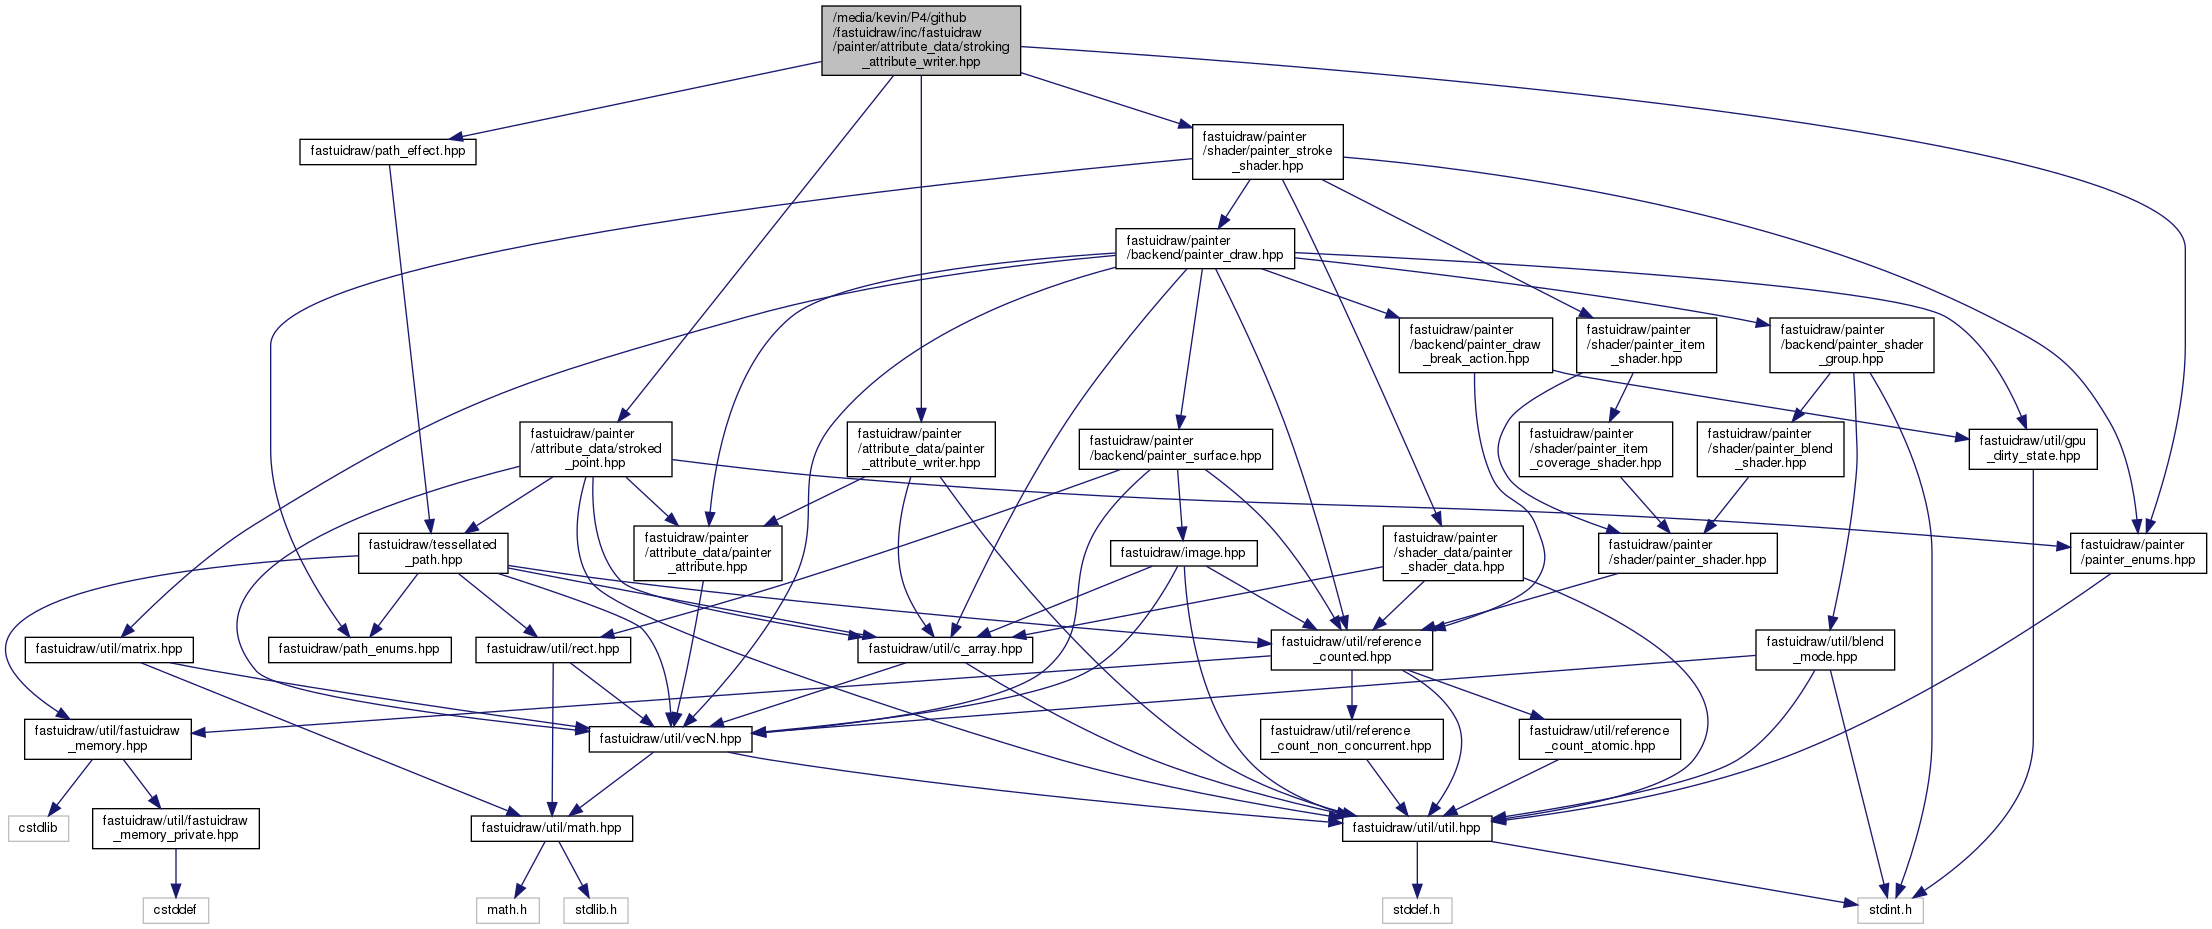 /media/kevin/P4/github
/fastuidraw/inc/fastuidraw
/painter/attribute_data/stroking
_attribute_writer.hpp
fastuidraw/path_effect.hpp
fastuidraw/painter
/shader/painter_stroke
_shader.hpp
fastuidraw/painter
/backend/painter_draw.hpp
fastuidraw/painter
/backend/painter_draw
_break_action.hpp
fastuidraw/painter
/shader/painter_item
_shader.hpp
fastuidraw/painter
/backend/painter_shader
_group.hpp
fastuidraw/painter
/attribute_data/stroked
_point.hpp
fastuidraw/painter
/attribute_data/painter
_attribute_writer.hpp
fastuidraw/painter
/backend/painter_surface.hpp
fastuidraw/painter
/shader/painter_item
_coverage_shader.hpp
fastuidraw/painter
/shader/painter_blend
_shader.hpp
fastuidraw/util/gpu
_dirty_state.hpp
fastuidraw/tessellated
_path.hpp
fastuidraw/painter
/attribute_data/painter
_attribute.hpp
fastuidraw/image.hpp
fastuidraw/painter
/shader_data/painter
_shader_data.hpp
fastuidraw/painter
/shader/painter_shader.hpp
fastuidraw/painter
/painter_enums.hpp
fastuidraw/util/matrix.hpp
fastuidraw/path_enums.hpp
fastuidraw/util/rect.hpp
fastuidraw/util/c_array.hpp
fastuidraw/util/reference
_counted.hpp
fastuidraw/util/blend
_mode.hpp
fastuidraw/util/fastuidraw
_memory.hpp
fastuidraw/util/vecN.hpp
fastuidraw/util/reference
_count_non_concurrent.hpp
fastuidraw/util/reference
_count_atomic.hpp
cstdlib
fastuidraw/util/fastuidraw
_memory_private.hpp
fastuidraw/util/math.hpp
fastuidraw/util/util.hpp
cstddef
math.h
stdlib.h
stddef.h
stdint.h